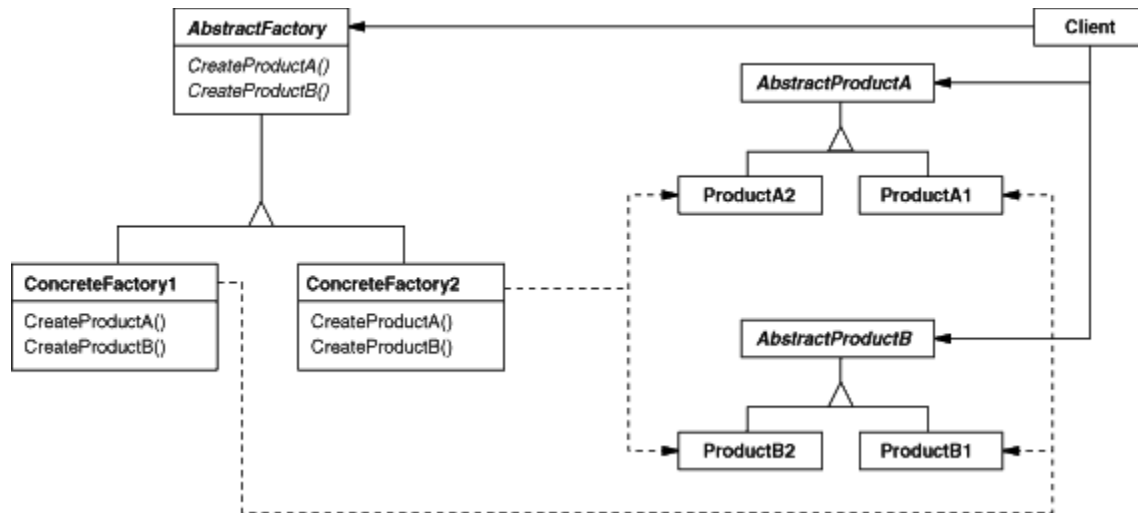 AbstractFactory
CreateProductA()
CreateProductB()
Client
AbstractProductA
ProductA2
ProductA1
ConcreteFactory1
CreateProductA()
CreateProductB()
ConcreteFactory2
CreateProductA()
CreateProductB()
AbstractProductB
ProductB2
ProductB1